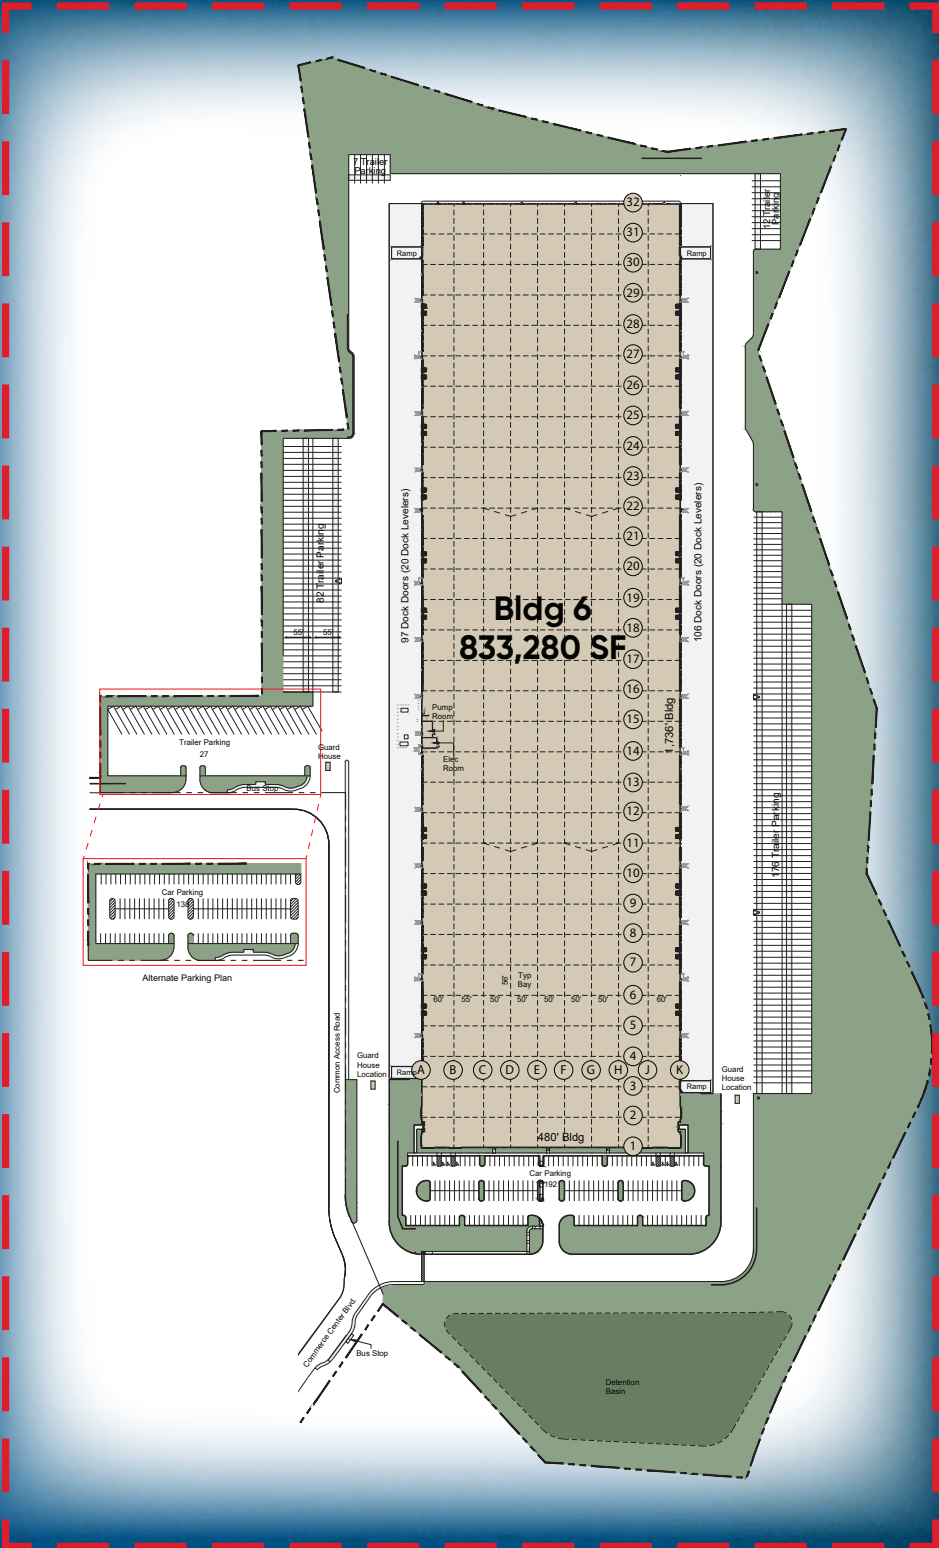 7 Trailer
Parking
12 Trailer
Parking
32
31
Ramp
Ramp
30
29
28
27
26
25
24
23
22
21
20
19
18
17
16
15
14
13
12
11
10
9
8
7
6
5
4
3
2
1
97 Dock Doors (20 Dock Levelers)
106 Dock Doors (20 Dock Levelers)
82 Trailer Parking
55'
55'
Bldg 6
833,280 SF
1,736' Bldg
Pump
Room
Elec
Room
Trailer Parking
27
Guard
House
Bus Stop
176 Trailer Parking
Car Parking
138
Alternate Parking Plan
56'
Typ
Bay
60'
55'
50'
50'
50'
50'
50'
60'
Common Access Road
Guard
House
Location
Ramp
A
B
C
D
E
F
G
H
J
K
Ramp
Guard
House
Location
480' Bldg
Car Parking
192
Commerce Center Blvd.
Bus Stop
Detention
Basin